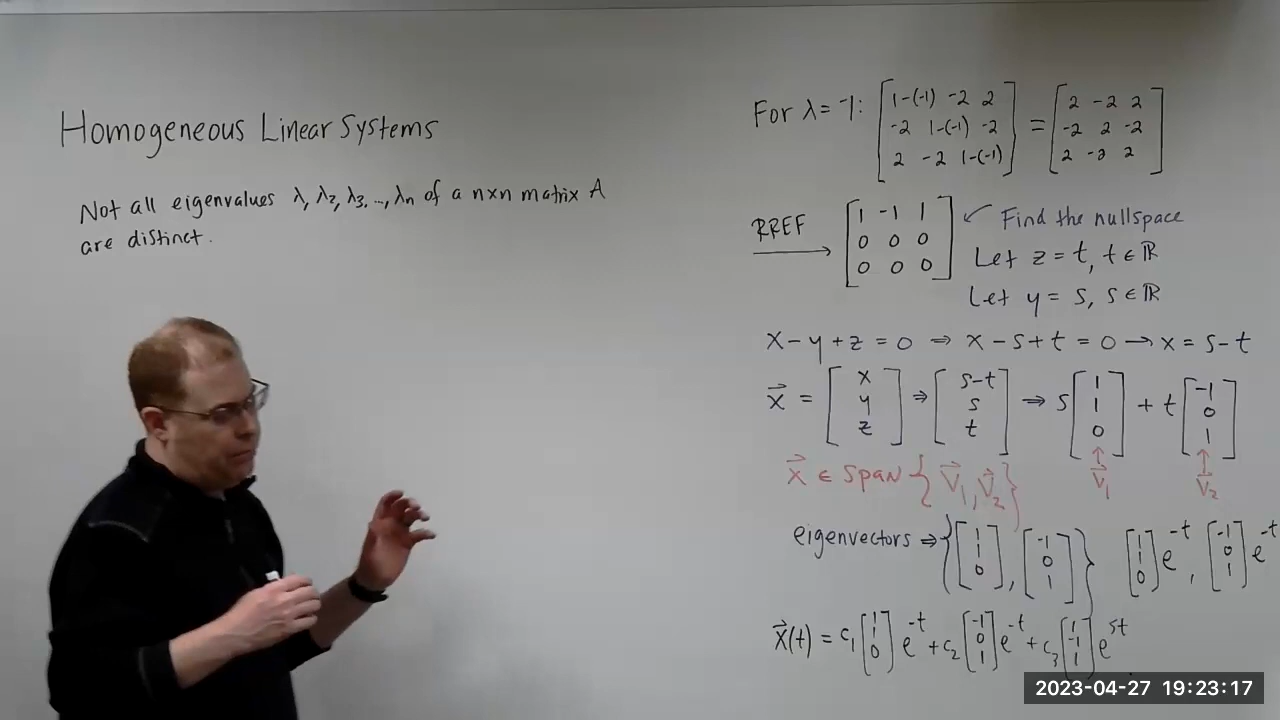 Homogeneous Linear Systems
Not all eigenvalues λ₁, λ₂, λ₃, ..., λn of a n×n matrix A
are distinct.
For λ = -1: [1-(-1) -2 2; -2 1-(-1) -2; 2 -2 1-(-1)] = [2 -2 2; -2 2 -2; 2 -2 2]
RREF → [1 -1 1; 0 0 0; 0 0 0] ← Find the nullspace
Let z = t, t ∈ ℝ
Let y = s, s ∈ ℝ
x - y + z = 0 ⇒ x - s + t = 0 → x = s - t
x⃗ = [x; y; z] ⇒ [s-t; s; t] ⇒ s[1; 1; 0] + t[-1; 0; 1]
x⃗ ∈ span {v⃗₁, v⃗₂} ↑ v⃗₁ ↑ v⃗₂
eigenvectors ⇒ {[1; 1; 0], [-1; 0; 1]} [1; 1; 0]e^-t, [-1; 0; 1]e^-t
x⃗(t) = c₁[1; 1; 0]e^-t + c₂[-1; 0; 1]e^-t + c₃[1; -1; 1]e^5t
2023-04-27 19:23:17